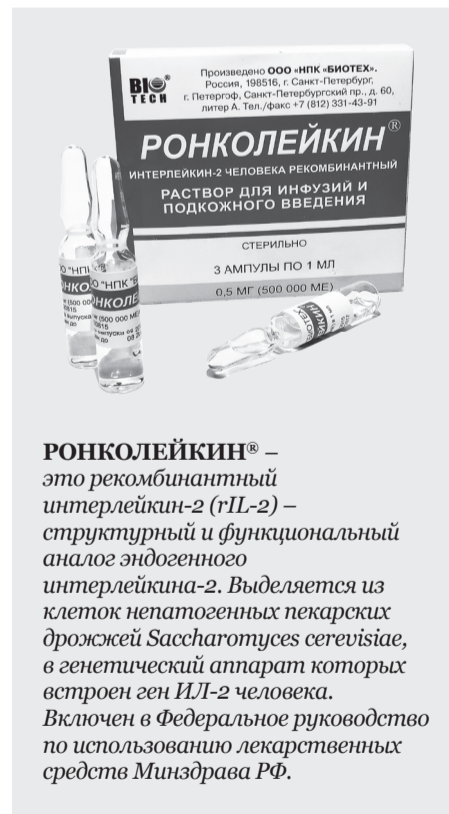 BIOTECH®
Произведено ООО «НПК «БИОТЕХ».
Россия, 198516, г. Санкт-Петербург,
г. Петергоф, Санкт-Петербургский пр., д. 60,
литер А. Тел./факс +7 (812) 331-43-91
РОНКОЛЕЙКИН®
ИНТЕРЛЕЙКИН-2 ЧЕЛОВЕКА РЕКОМБИНАНТНЫЙ
РАСТВОР ДЛЯ ИНФУЗИЙ И
ПОДКОЖНОГО ВВЕДЕНИЯ
СТЕРИЛЬНО
3 АМПУЛЫ ПО 1 МЛ
0,5 МГ (500 000 МЕ)
РОНКОЛЕЙКИН® –
это рекомбинантный
интерлейкин-2 (rIL-2) –
структурный и функциональный
аналог эндогенного
интерлейкина-2. Выделяется из
клеток непатогенных пекарских
дрожжей Saccharomyces cerevisiae,
в генетический аппарат которых
встроен ген ИЛ-2 человека.
Включен в Федеральное руководство
по использованию лекарственных
средств Минздрава РФ.